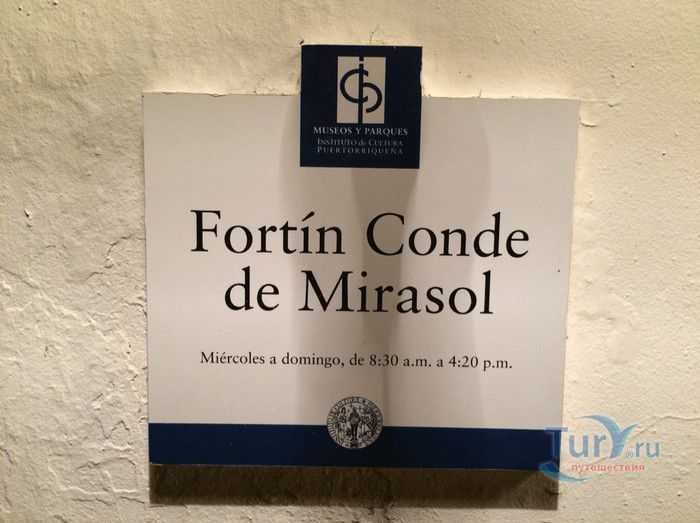 MUSEOS Y PARQUES
INSTITUTO de CULTURA
PUERTORRIQUEÑA
Fortín Conde
de Mirasol
Miércoles a domingo, de 8:30 a.m. a 4:20 p.m.
Tury.ru
путешествия